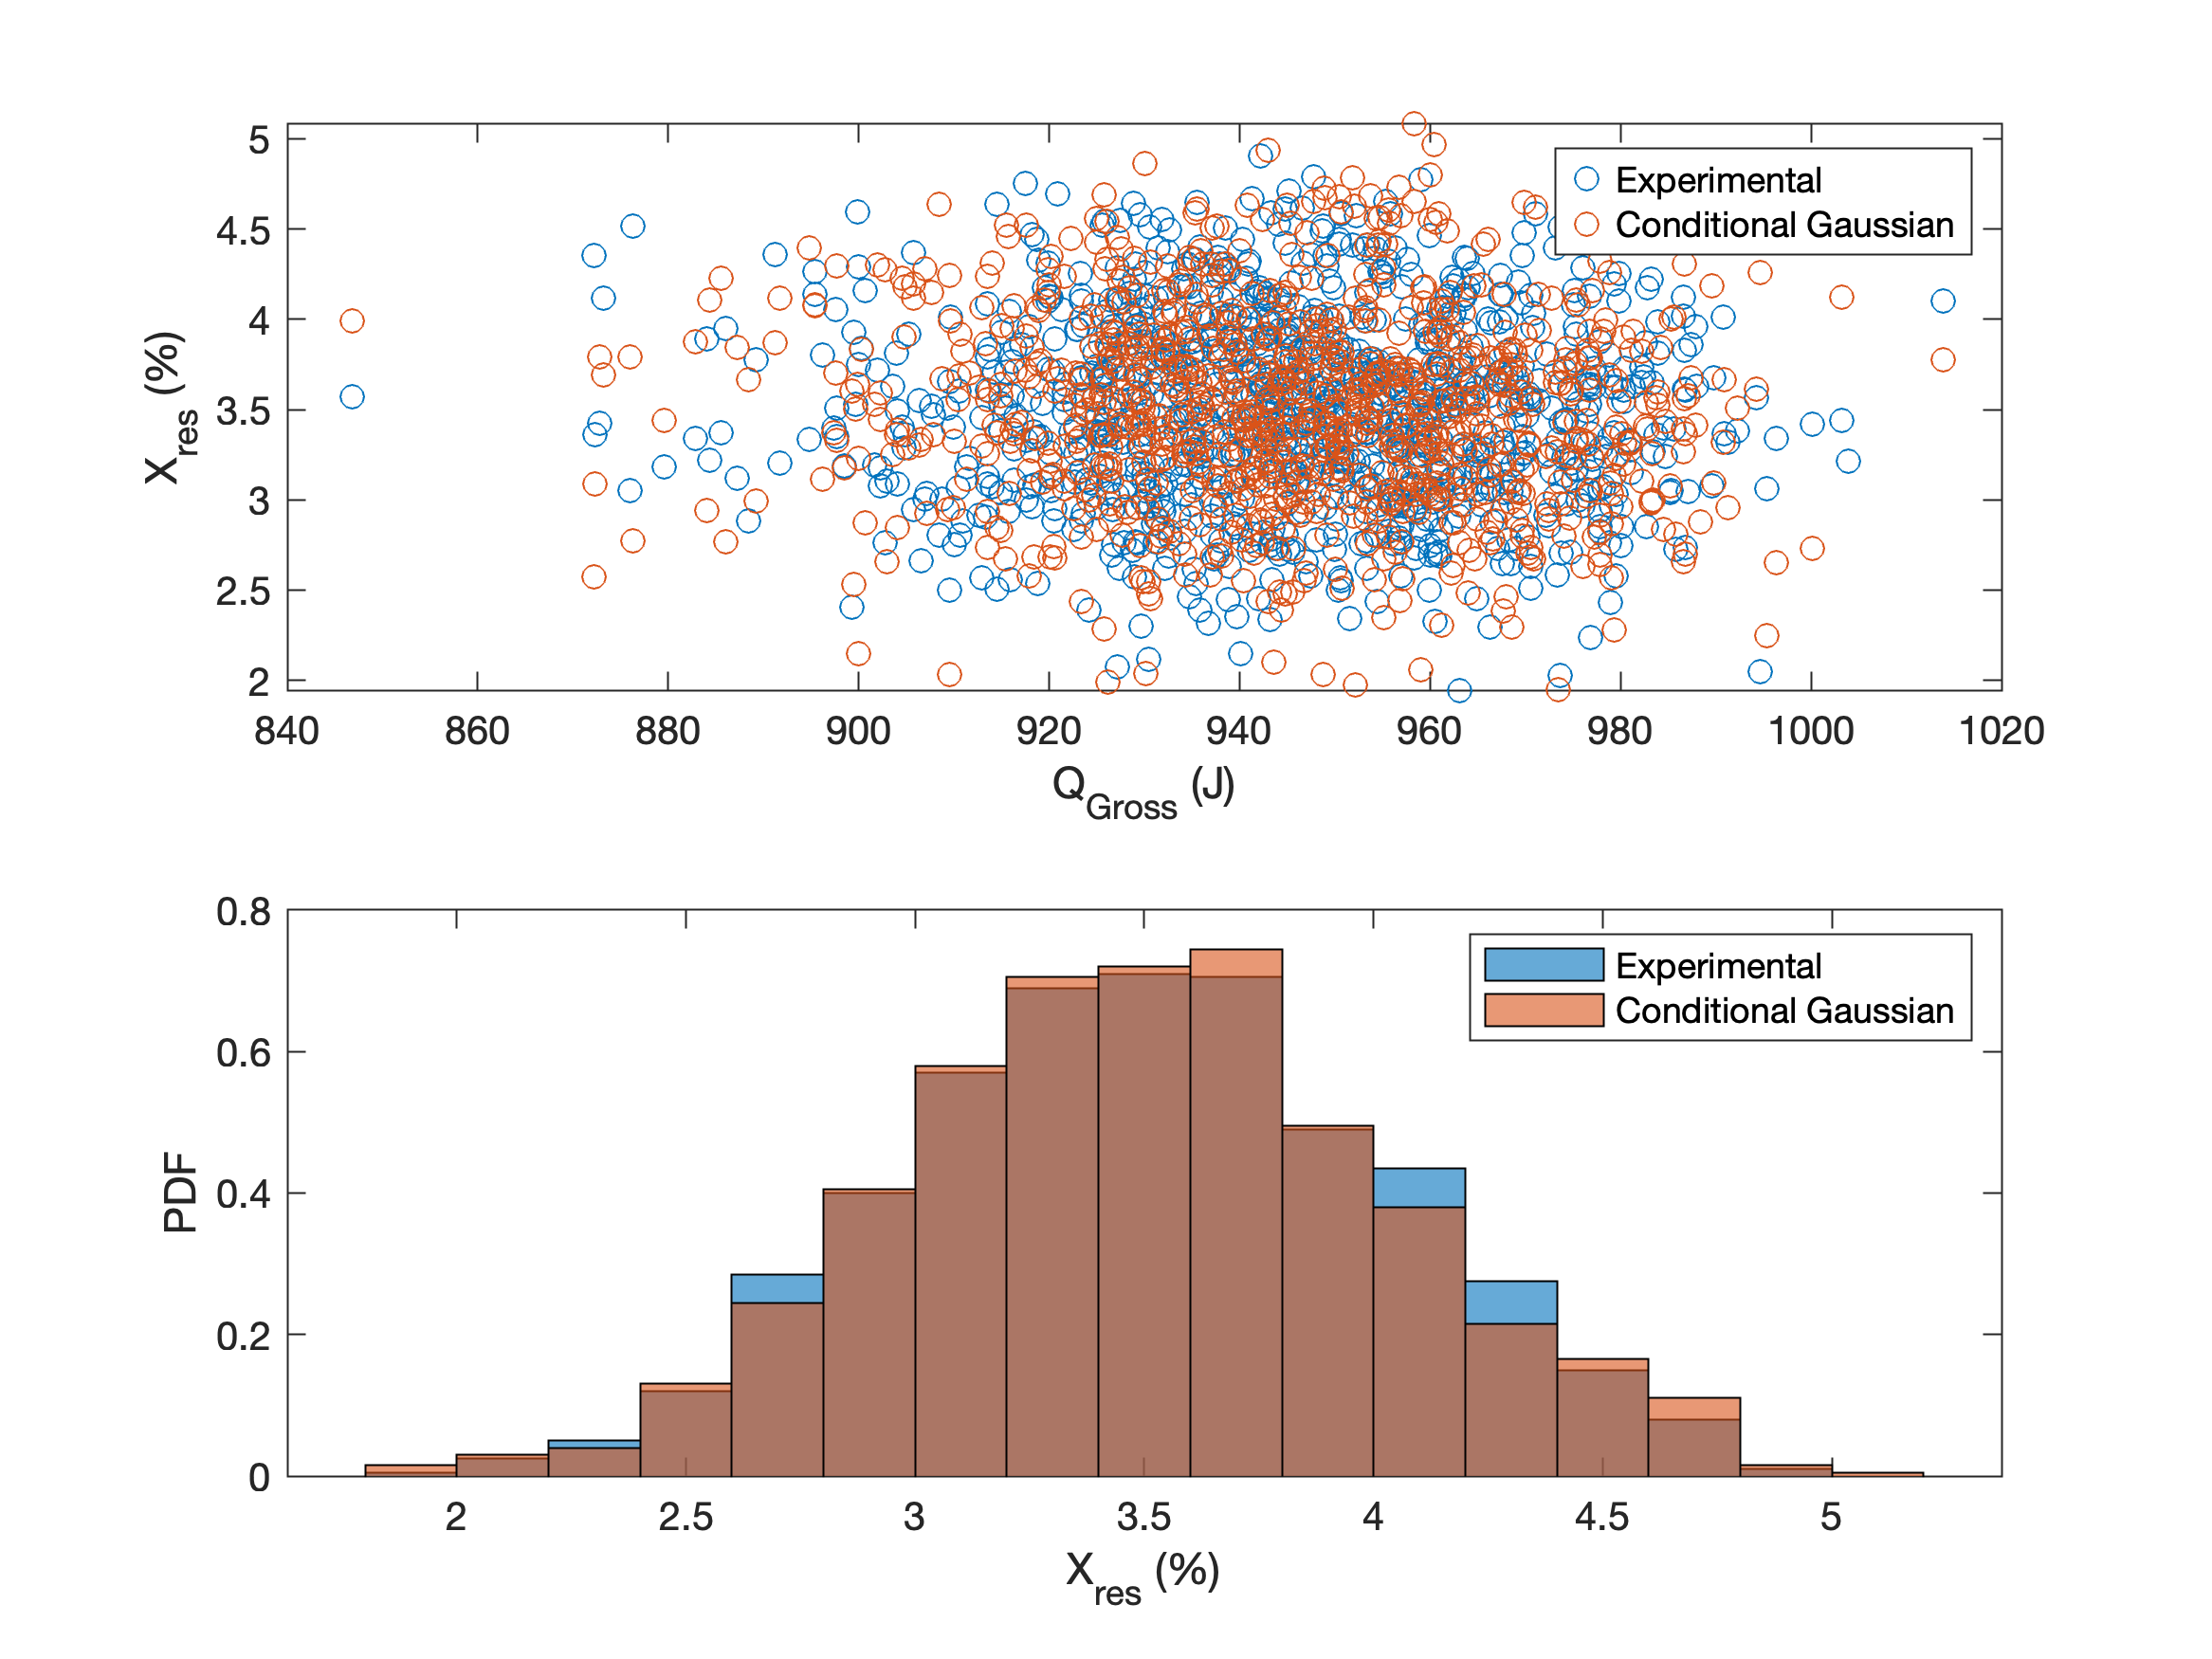 5
4.5
4
3.5
3
2.5
2
X_res (%)
840 860 880 900 920 940 960 980 1000 1020
Q_Gross (J)
Experimental
Conditional Gaussian
0.8
0.6
0.4
0.2
0
PDF
2 2.5 3 3.5 4 4.5 5
X_res (%)
Experimental
Conditional Gaussian